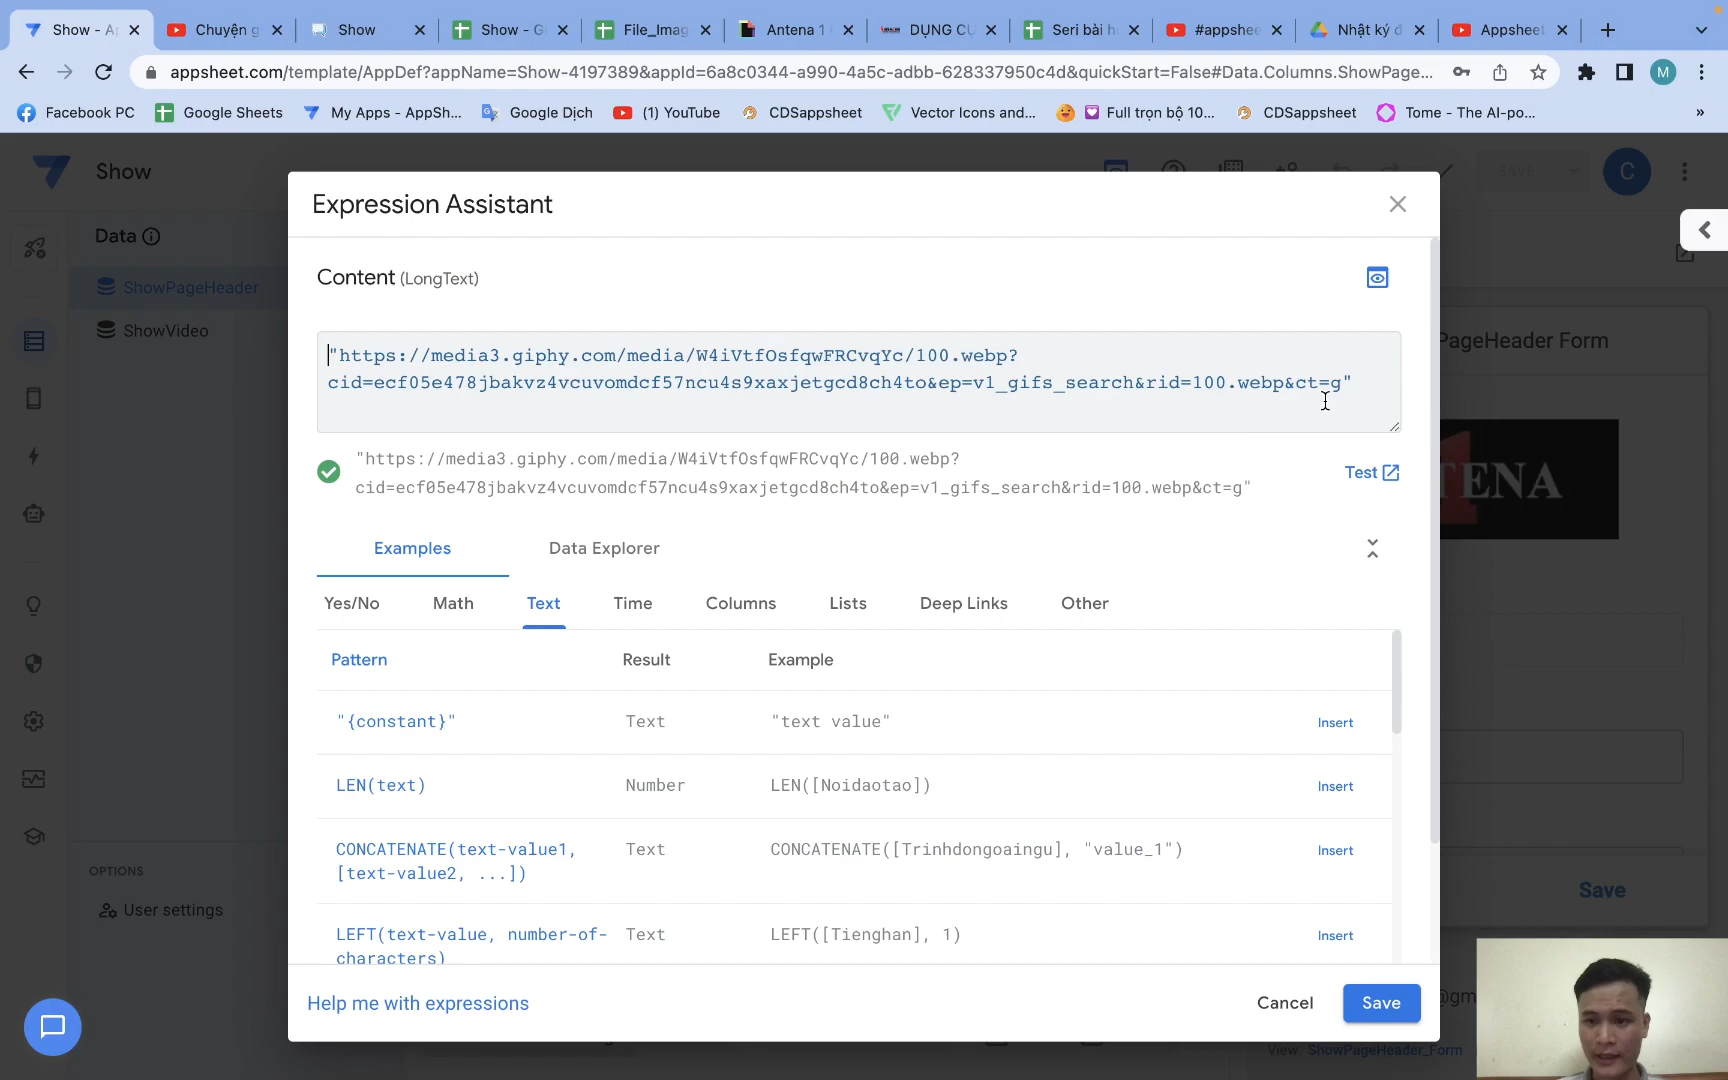 Show - A
Chuyện g
Show
Show - G
File_Imag
Antena 1
DỤNG CỤ
Seri bài h
#appshee
Nhật ký đ
Appsheet
appsheet.com/template/AppDef?appName=Show-4197389&appId=6a8c0344-a990-4a5c-adbb-628337950c4d&quickStart=False#Data.Columns.ShowPage...
M
Facebook PC
Google Sheets
My Apps - AppSh...
Google Dịch
(1) YouTube
CDSappsheet
Vector Icons and...
Full trọn bộ 10...
CDSappsheet
Tome - The AI-po...
»
Show
SAVE
C
Data
ShowPageHeader
ShowVideo
OPTIONS
User settings
Expression Assistant
Content (LongText)
"https://media3.giphy.com/media/W4iVtfOsfqwFRCvqYc/100.webp?
cid=ecf05e478jbakvz4vcuvomdcf57ncu4s9xaxjetgcd8ch4to&ep=v1_gifs_search&rid=100.webp&ct=g"
"https://media3.giphy.com/media/W4iVtfOsfqwFRCvqYc/100.webp?
cid=ecf05e478jbakvz4vcuvomdcf57ncu4s9xaxjetgcd8ch4to&ep=v1_gifs_search&rid=100.webp&ct=g"
Test
Examples
Data Explorer
Yes/No
Math
Text
Time
Columns
Lists
Deep Links
Other
Pattern
Result
Example
"{constant}"
Text
"text value"
Insert
LEN(text)
Number
LEN([Noidaotao])
Insert
CONCATENATE(text-value1,
[text-value2, ...])
Text
CONCATENATE([Trinhdongoaingu], "value_1")
Insert
LEFT(text-value, number-of-
characters)
Text
LEFT([Tienghan], 1)
Insert
Help me with expressions
Cancel
Save
PageHeader Form
TENA
Save
@gm
View: ShowPageHeader_Form